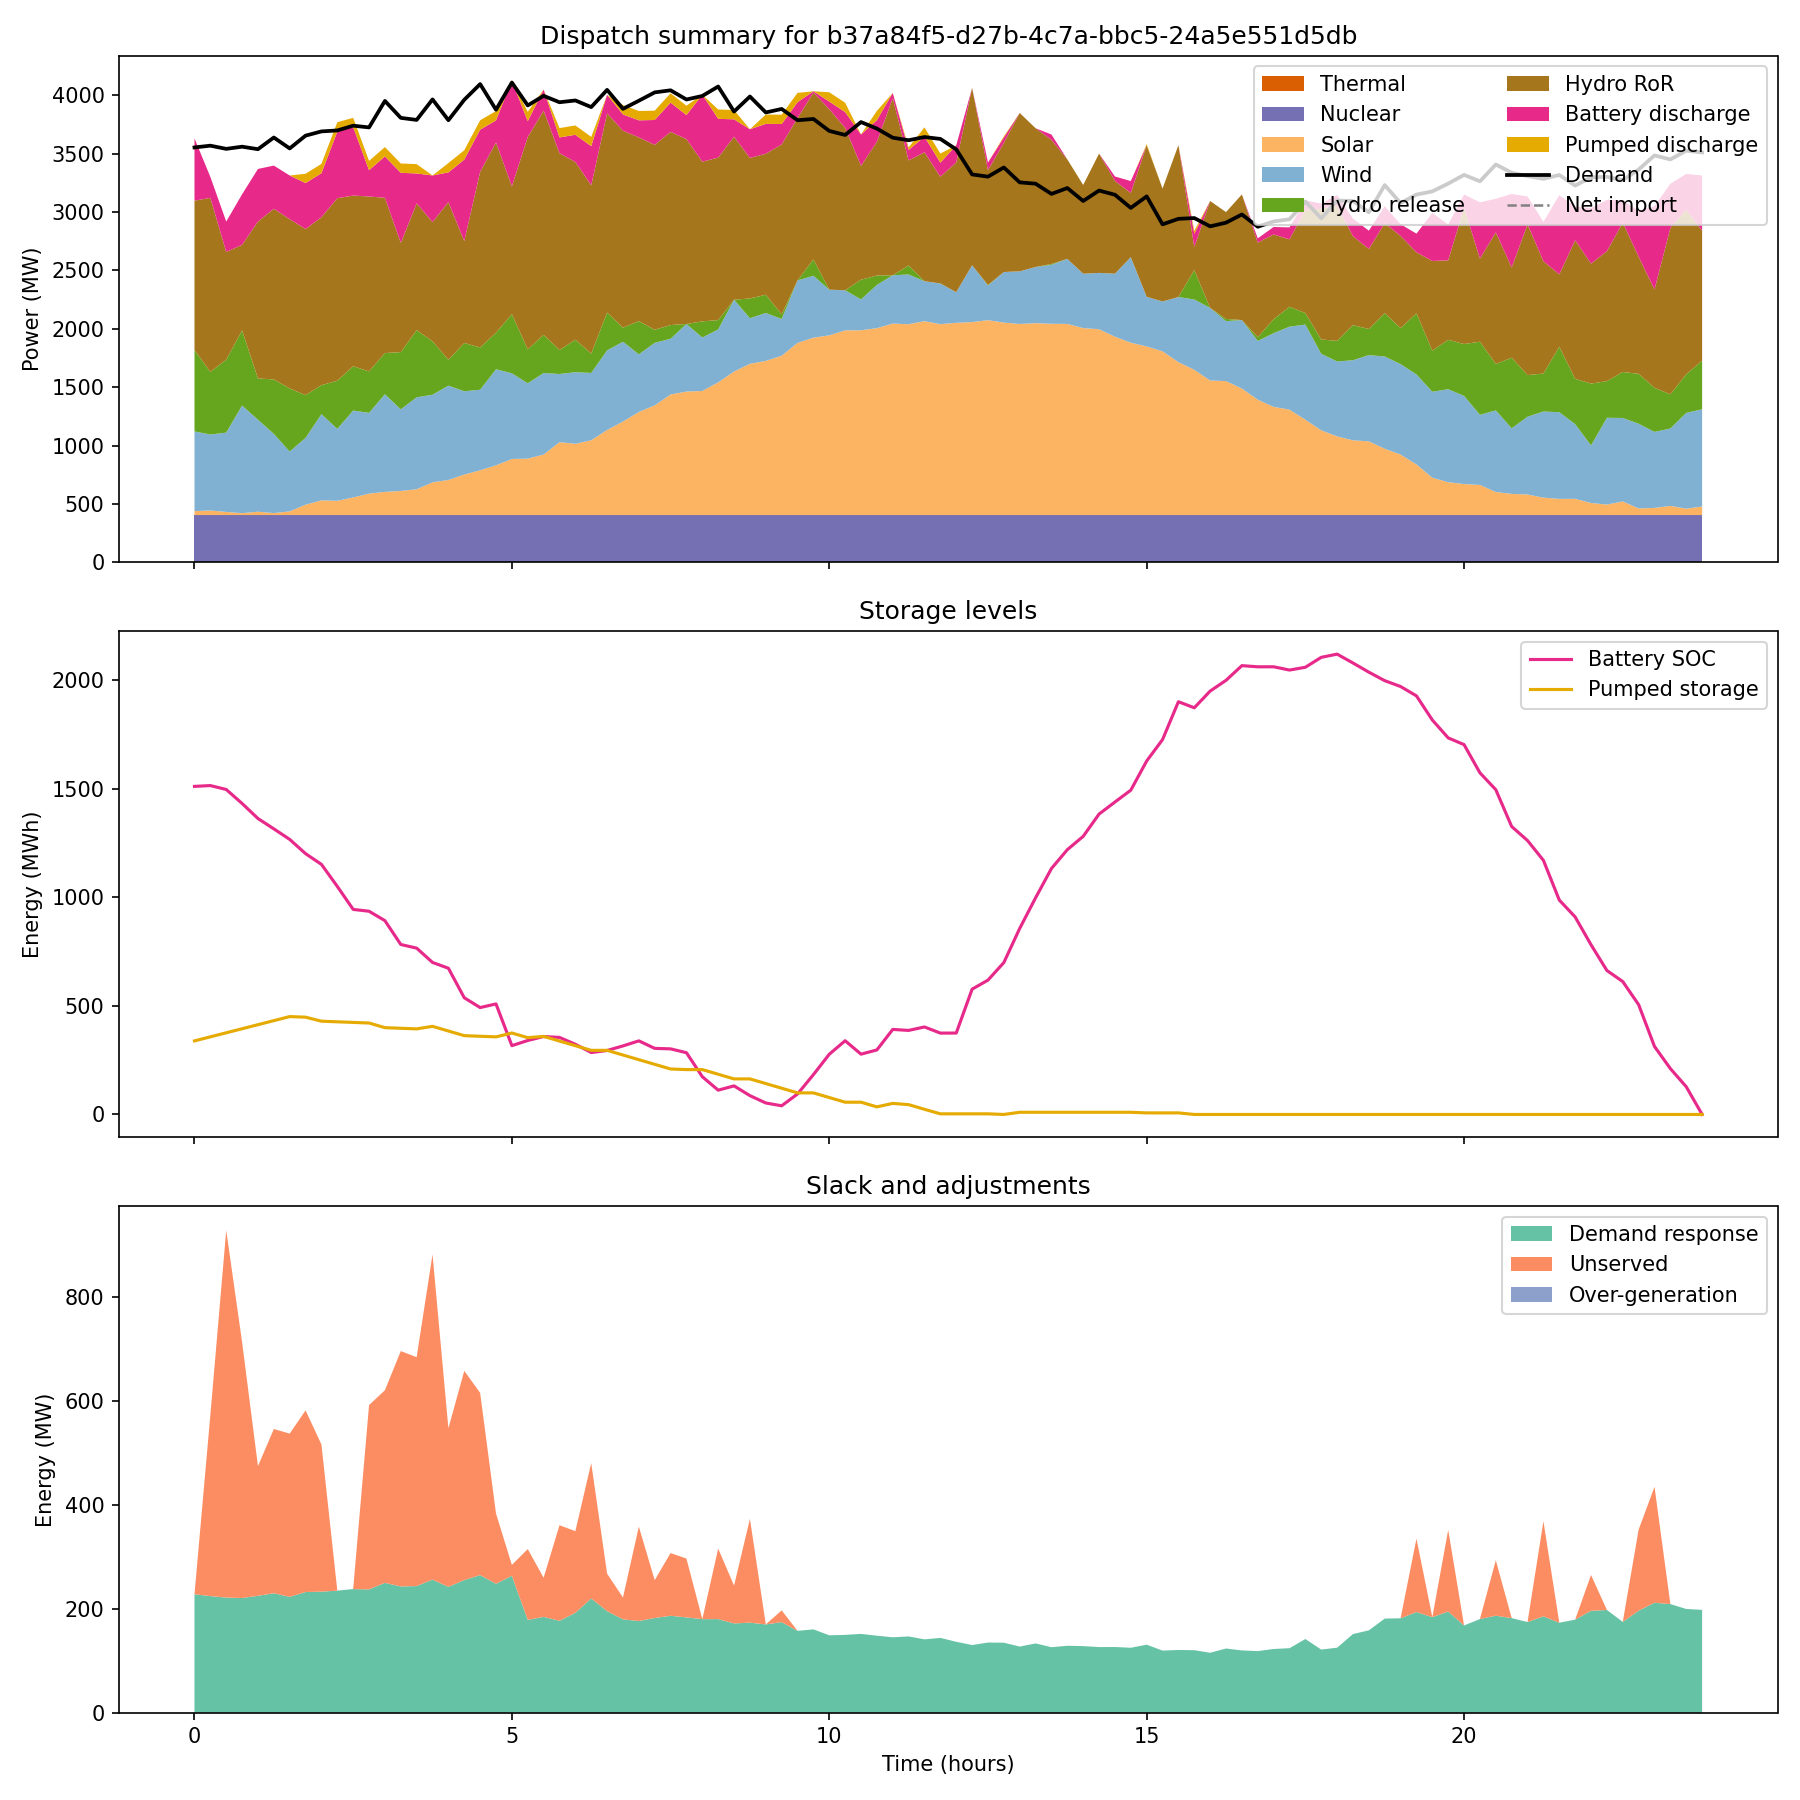 Dispatch summary for b37a84f5-d27b-4c7a-bbc5-24a5e551d5db
Power (MW)
4000
3500
3000
2500
2000
1500
1000
500
0
Thermal
Nuclear
Solar
Wind
Hydro release
Hydro RoR
Battery discharge
Pumped discharge
Demand
Net import
Storage levels
Energy (MWh)
2000
1500
1000
500
0
Battery SOC
Pumped storage
Slack and adjustments
Energy (MW)
800
600
400
200
0
Demand response
Unserved
Over-generation
0 5 10 15 20
Time (hours)